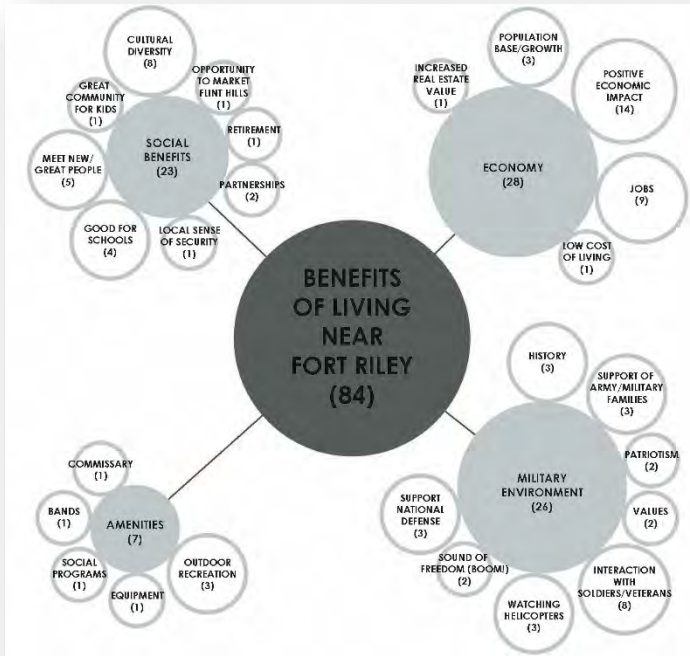 CULTURAL
DIVERSITY
(8)
GREAT
COMMUNITY
FOR KIDS
(1)
OPPORTUNITY
TO MARKET
FLINT HILLS
(1)
SOCIAL
BENEFITS
(23)
RETIREMENT
(1)
MEET NEW/
GREAT PEOPLE
(5)
PARTNERSHIPS
(2)
GOOD FOR
SCHOOLS
(4)
LOCAL SENSE
OF SECURITY
(1)
POPULATION
BASE/GROWTH
(3)
INCREASED
REAL ESTATE
VALUE
(1)
POSITIVE
ECONOMIC
IMPACT
(14)
ECONOMY
(28)
JOBS
(9)
LOW COST
OF LIVING
(1)
BENEFITS
OF LIVING
NEAR
FORT RILEY
(84)
COMMISSARY
(1)
BANDS
(1)
AMENITIES
(7)
SOCIAL
PROGRAMS
(1)
EQUIPMENT
(1)
OUTDOOR
RECREATION
(3)
HISTORY
(3)
SUPPORT OF
ARMY/MILITARY
FAMILIES
(3)
PATRIOTISM
(2)
MILITARY
ENVIRONMENT
(26)
SUPPORT
NATIONAL
DEFENSE
(3)
VALUES
(2)
SOUND OF
FREEDOM (BOOM!)
(2)
INTERACTION
WITH
SOLDIERS/VETERANS
(8)
WATCHING
HELICOPTERS
(3)